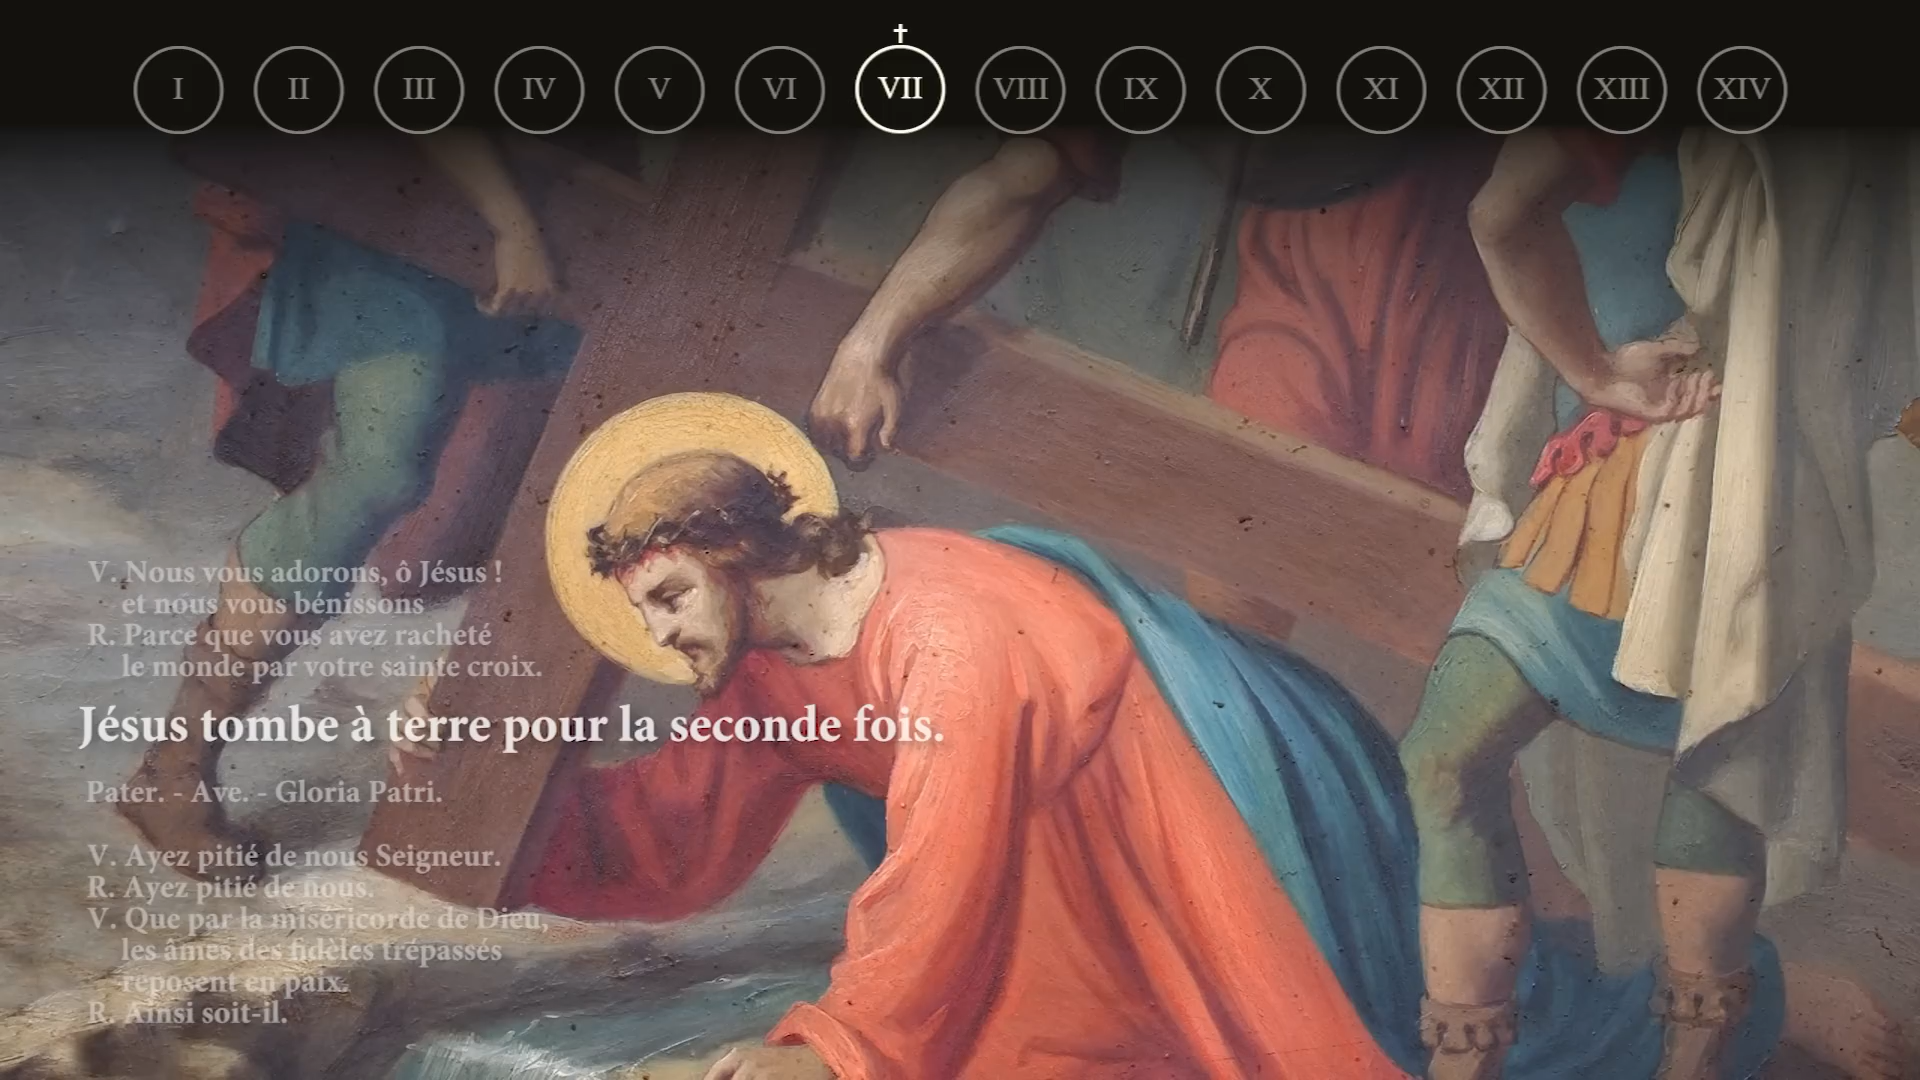 †
I II III IV V VI VII VIII IX X XI XII XIII XIV
V. Nous vous adorons, ô Jésus !
et nous vous bénissons
R. Parce que vous avez racheté
le monde par votre sainte croix.
Jésus tombe à terre pour la seconde fois.
Pater. - Ave. - Gloria Patri.
V. Ayez pitié de nous Seigneur.
R. Ayez pitié de nous.
V. Que par la miséricorde de Dieu,
les âmes des fidèles trépassés
reposent en paix.
R. Ainsi soit-il.